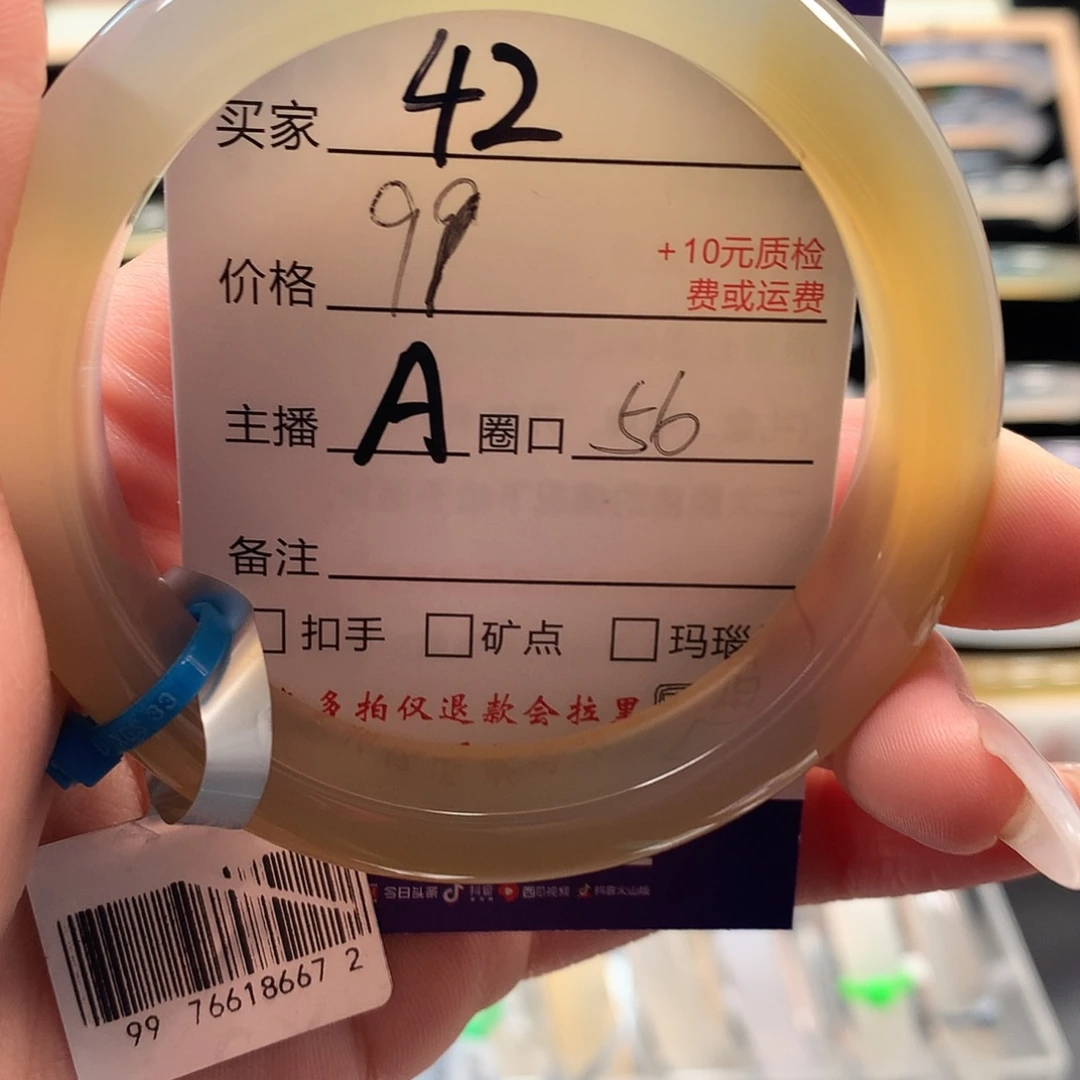 买家 42
价格 99
+10元质检
费或运费
主播 A 圈口 56
备注
扣手 矿点 玛瑙
多拍仅退款会拉黑
今日头条 抖音 西瓜视频 抖音火山版
99 76618667 2